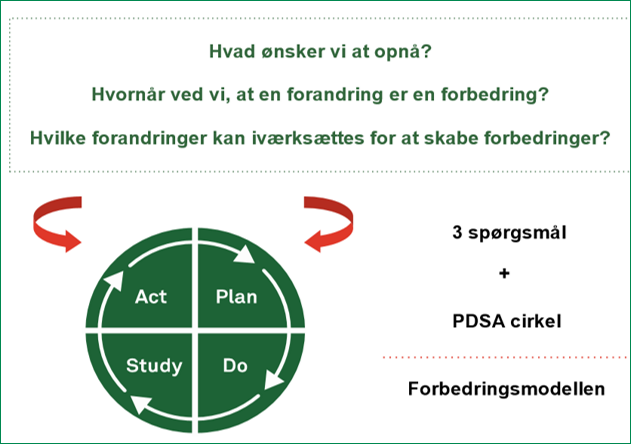 Hvad ønsker vi at opnå?
Hvornår ved vi, at en forandring er en forbedring?
Hvilke forandringer kan iværksættes for at skabe forbedringer?
Act
Plan
Study
Do
3 spørgsmål
+
PDSA cirkel
Forbedringsmodellen